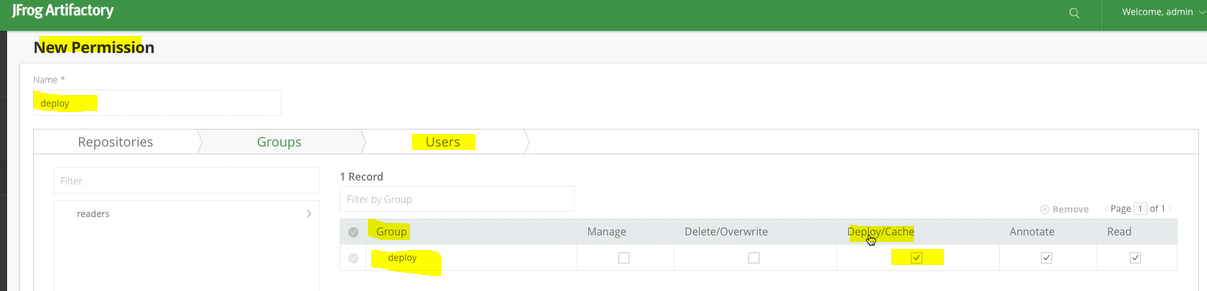 JFrog Artifactory
Welcome, admin
New Permission
Name *
deploy
Repositories Groups Users
Filter...
readers
1 Record
Filter by Group
Remove Page 1 of 1
Group Manage Delete/Overwrite Deploy/Cache Annotate Read
deploy